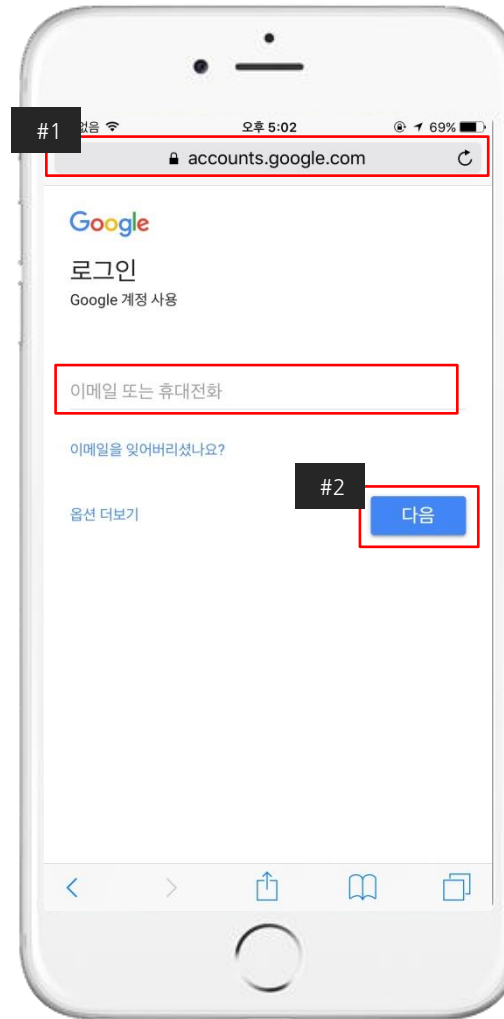 #1
없음 오후 5:02 69%
accounts.google.com
Google
로그인
Google 계정 사용
이메일 또는 휴대전화
이메일을 잊어버리셨나요?
#2
옵션 더보기 다음